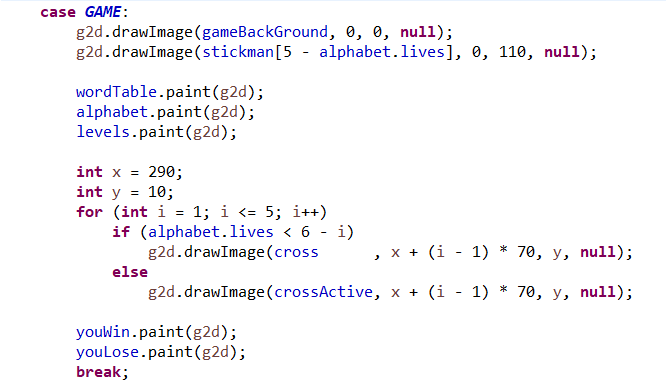 case GAME:
g2d.drawImage(gameBackGround, 0, 0, null);
g2d.drawImage(stickman[5 - alphabet.lives], 0, 110, null);
wordTable.paint(g2d);
alphabet.paint(g2d);
levels.paint(g2d);
int x = 290;
int y = 10;
for (int i = 1; i <= 5; i++)
if (alphabet.lives < 6 - i)
g2d.drawImage(cross      , x + (i - 1) * 70, y, null);
else
g2d.drawImage(crossActive, x + (i - 1) * 70, y, null);
youWin.paint(g2d);
youLose.paint(g2d);
break;